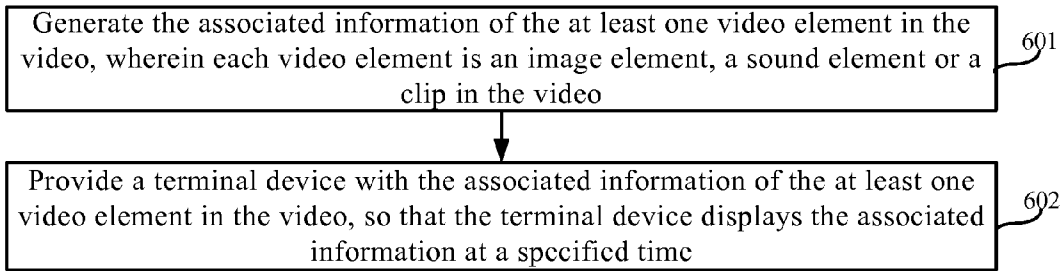 Generate the associated information of the at least one video element in the
video, wherein each video element is an image element, a sound element or a
clip in the video
601
Provide a terminal device with the associated information of the at least one
video element in the video, so that the terminal device displays the associated
information at a specified time
602